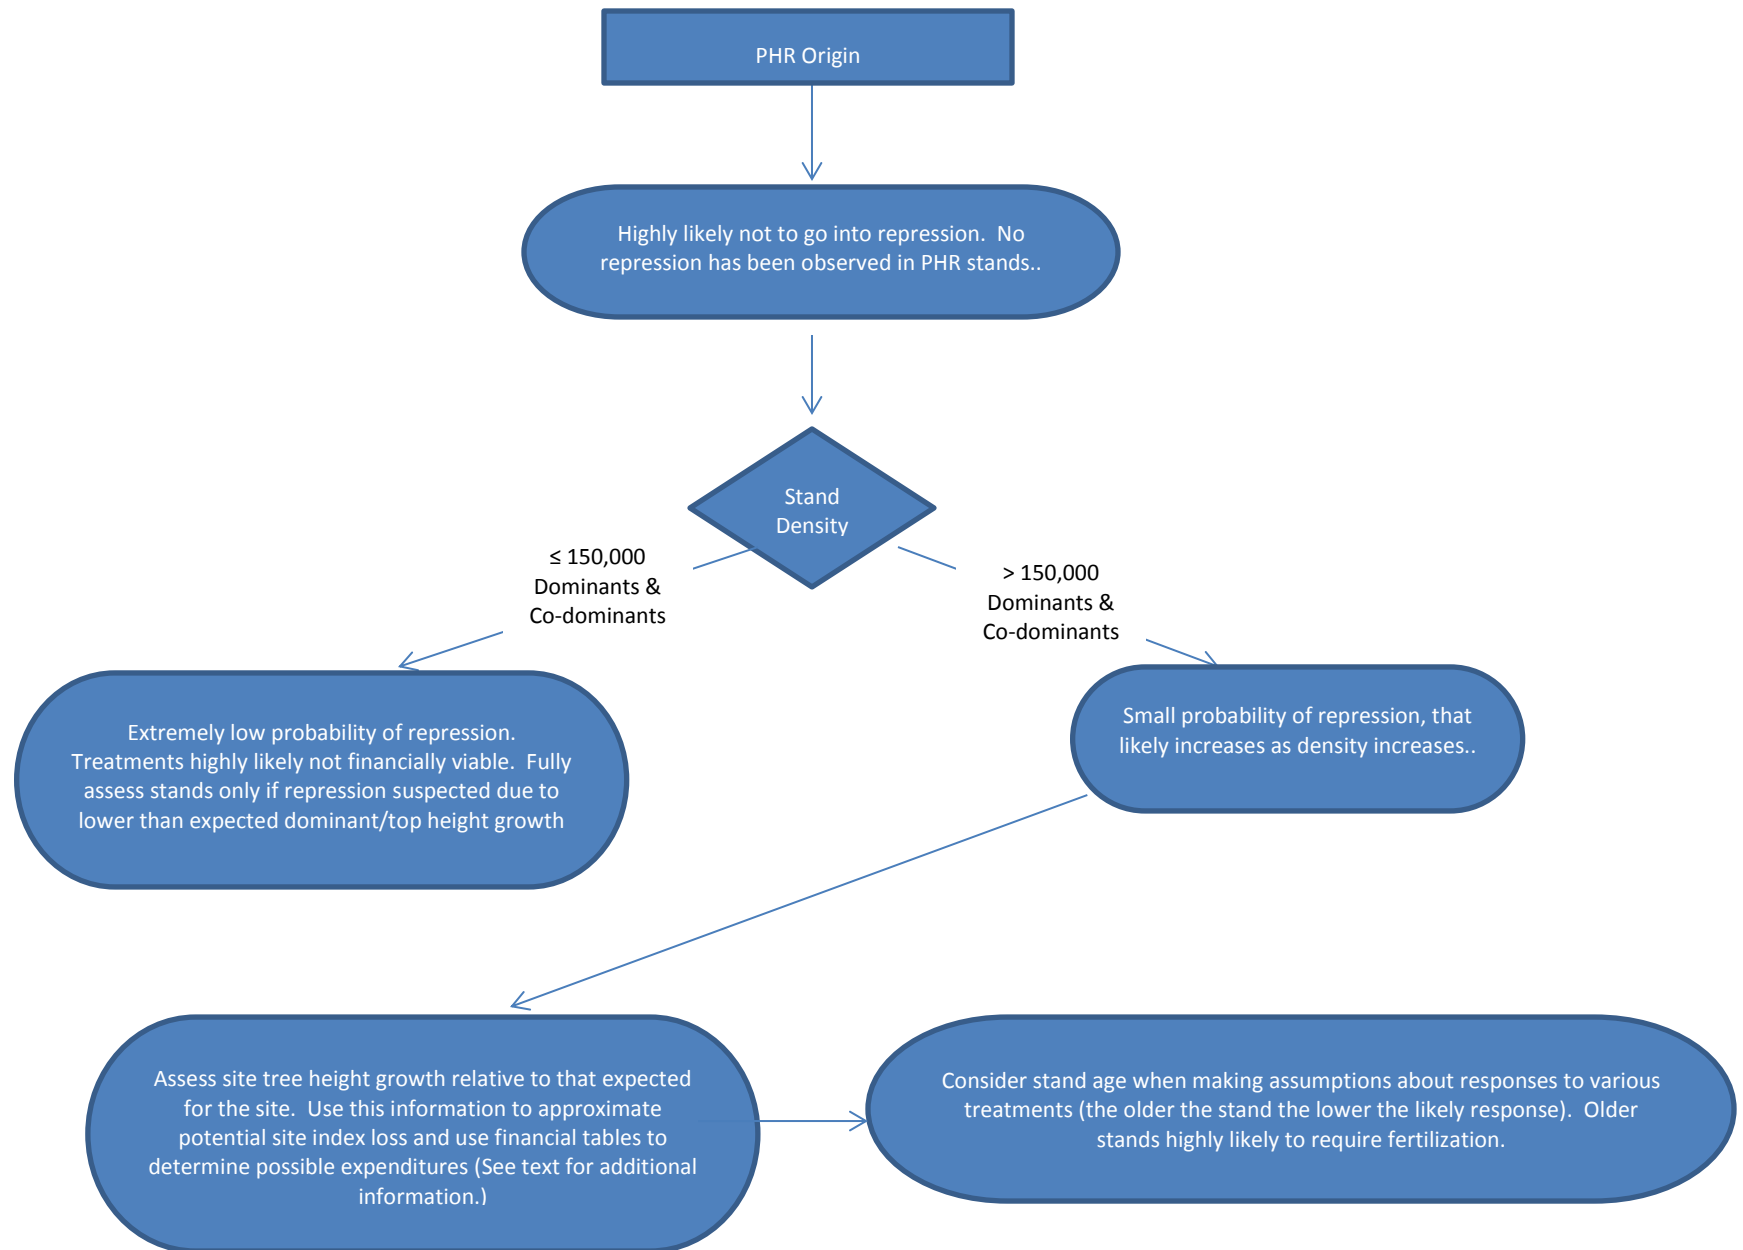 PHR Origin
Highly likely not to go into repression.  No
repression has been observed in PHR stands..
Stand
Density
≤ 150,000
Dominants &
Co-dominants
> 150,000
Dominants &
Co-dominants
Extremely low probability of repression.
Treatments highly likely not financially viable.  Fully
assess stands only if repression suspected due to
lower than expected dominant/top height growth
Small probability of repression, that
likely increases as density increases..
Assess site tree height growth relative to that expected
for the site.  Use this information to approximate
potential site index loss and use financial tables to
determine possible expenditures (See text for additional
information.)
Consider stand age when making assumptions about responses to various
treatments (the older the stand the lower the likely response).  Older
stands highly likely to require fertilization.